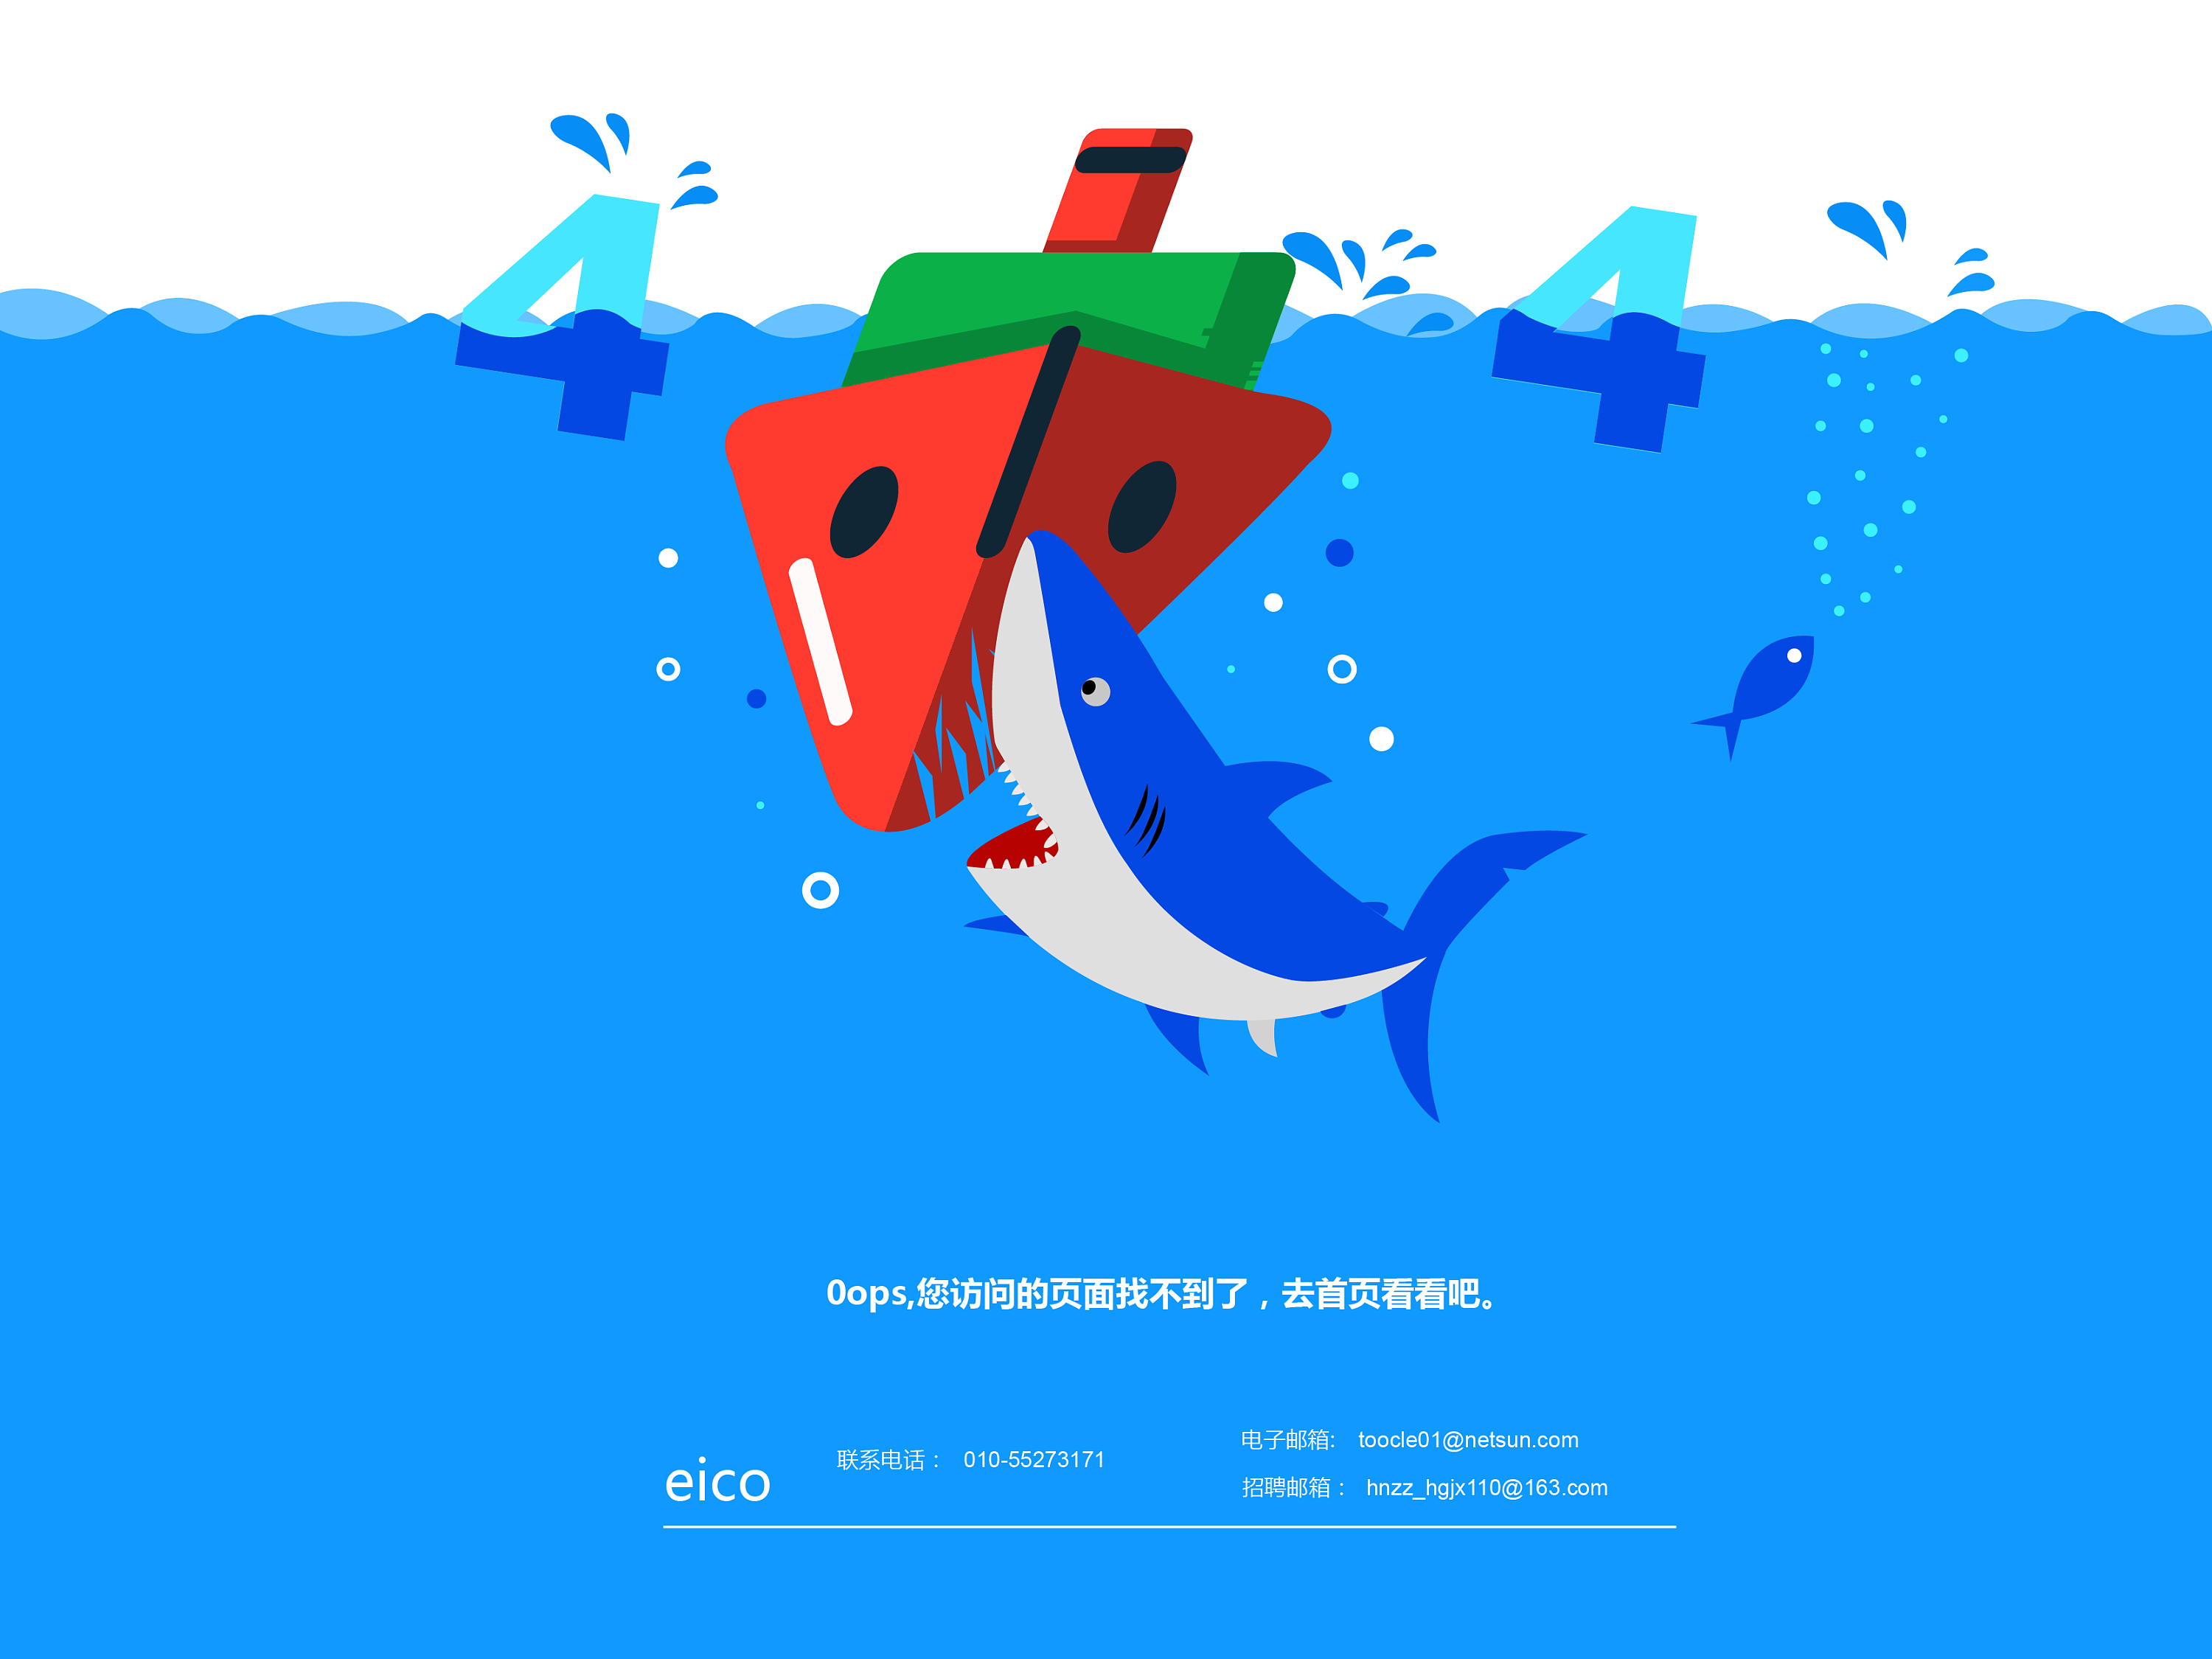 4 4
0ops,您访问的页面找不到了，去首页看看吧。
eico
联系电话： 010-55273171
电子邮箱: toocle01@netsun.com
招聘邮箱： hnzz_hgjx110@163.com